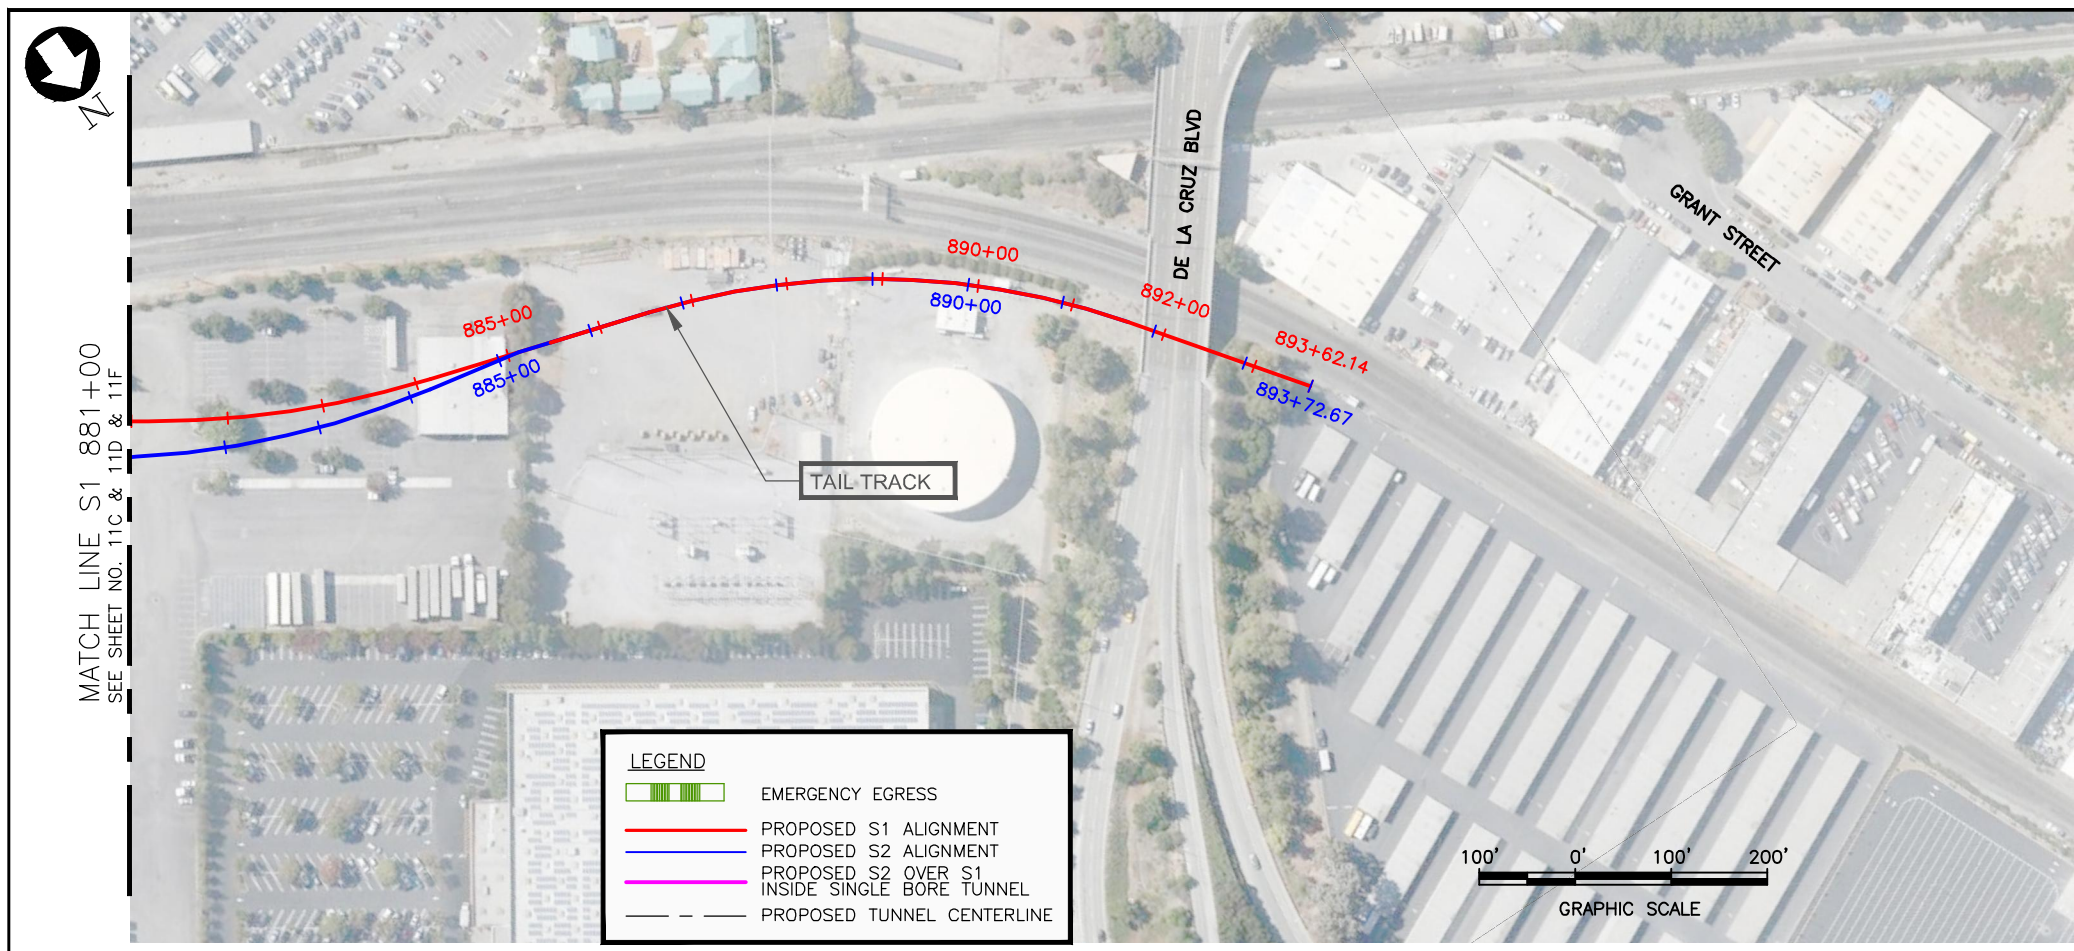 N
MATCH LINE S1 881+00
SEE SHEET NO. 11C & 11D & 11F
885+00
885+00
890+00
890+00
892+00
893+62.14
893+72.67
DE LA CRUZ BLVD
GRANT STREET
TAIL TRACK
LEGEND
EMERGENCY EGRESS
PROPOSED S1 ALIGNMENT
PROPOSED S2 ALIGNMENT
PROPOSED S2 OVER S1
INSIDE SINGLE BORE TUNNEL
PROPOSED TUNNEL CENTERLINE
100' 0' 100' 200'
GRAPHIC SCALE